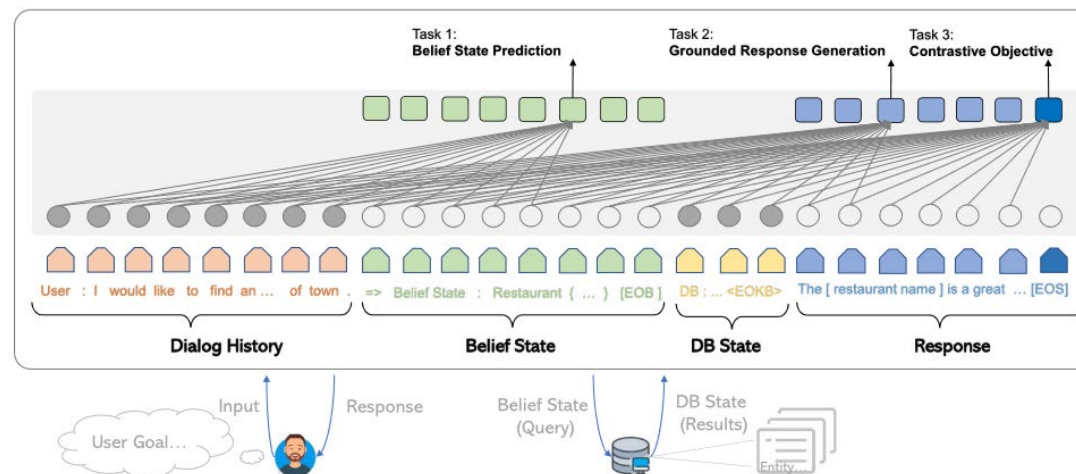 Task 1:
Belief State Prediction
Task 2:
Grounded Response Generation
Task 3:
Contrastive Objective
User : I would like to find an ... of town .
=> Belief State : Restaurant { ... } [EOB ]
DB : ... <EOKB>
The [ restaurant name ] is a great ... [EOS]
Dialog History
Belief State
DB State
Response
Input
Response
Belief State
(Query)
DB State
(Results)
User Goal...
Entity...